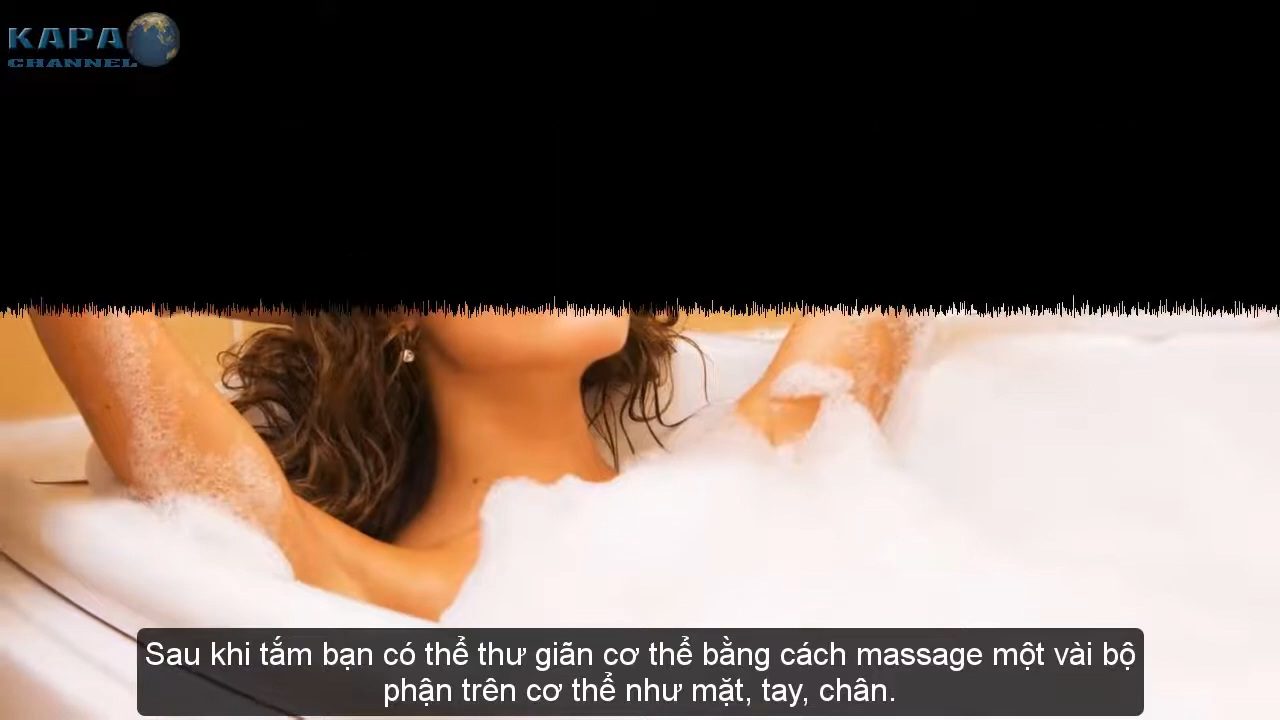 KAPA
CHANNEL
Sau khi tắm bạn có thể thư giãn cơ thể bằng cách massage một vài bộ
phận trên cơ thể như mặt, tay, chân.